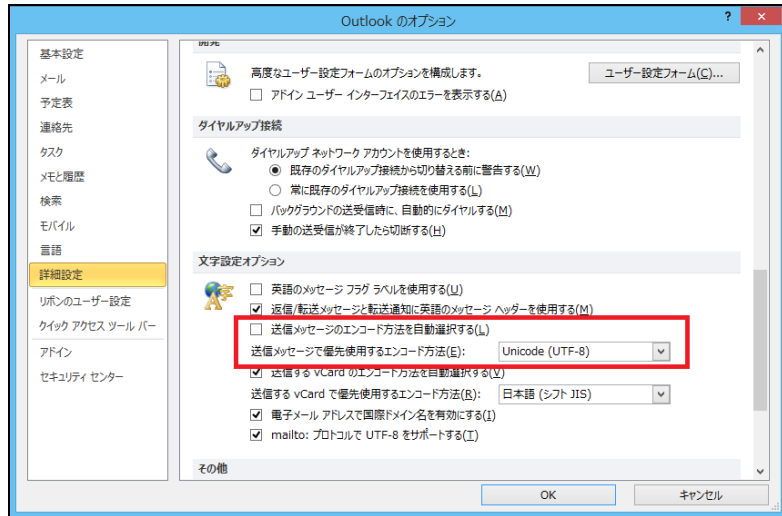 Outlook のオプション
?
×
基本設定
メール
予定表
連絡先
タスク
メモと履歴
検索
モバイル
言語
詳細設定
リボンのユーザー設定
クイック アクセス ツール バー
アドイン
セキュリティ センター
開発
高度なユーザー設定フォームのオプションを構成します。
ユーザー設定フォーム(C)...
アドイン ユーザー インターフェイスのエラーを表示する(A)
ダイヤルアップ接続
ダイヤルアップ ネットワーク アカウントを使用するとき:
既存のダイヤルアップ接続から切り替える前に警告する(W)
常に既存のダイヤルアップ接続を使用する(L)
バックグラウンドの送受信時に、自動的にダイヤルする(M)
手動の送受信が終了したら切断する(H)
文字設定オプション
英語のメッセージ フラグ ラベルを使用する(U)
返信/転送メッセージと転送通知に英語のメッセージ ヘッダーを使用する(M)
送信メッセージのエンコード方法を自動選択する(L)
送信メッセージで優先使用するエンコード方法(E): Unicode (UTF-8)
送信する vCard のエンコード方法を自動選択する(V)
送信する vCard で優先使用するエンコード方法(R): 日本語 (シフト JIS)
電子メール アドレスで国際ドメイン名を有効にする(I)
mailto: プロトコルで UTF-8 をサポートする(T)
その他
OK
キャンセル